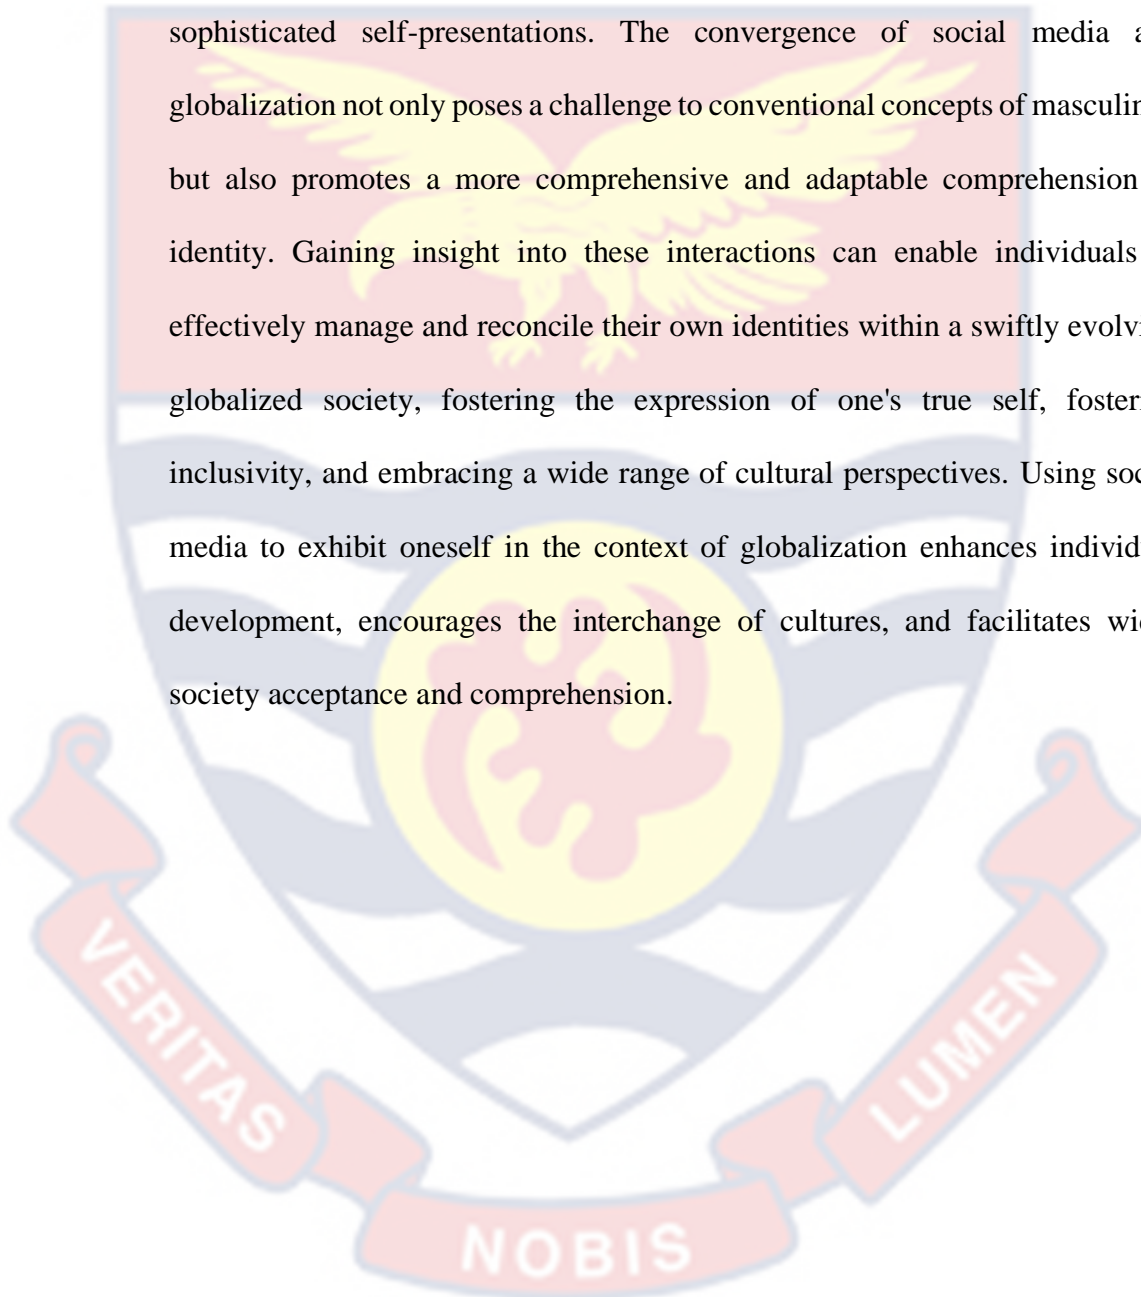 sophisticated self-presentations. The convergence of social media a
globalization not only poses a challenge to conventional concepts of masculin
but also promotes a more comprehensive and adaptable comprehension
identity. Gaining insight into these interactions can enable individuals
effectively manage and reconcile their own identities within a swiftly evolvi
globalized society, fostering the expression of one's true self, fosteri
inclusivity, and embracing a wide range of cultural perspectives. Using soc
media to exhibit oneself in the context of globalization enhances individ
development, encourages the interchange of cultures, and facilitates wi
society acceptance and comprehension.
VERITAS
NOBIS
LUMEN